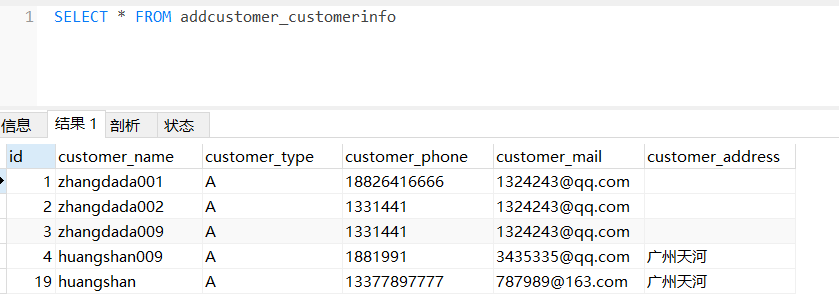 1 SELECT * FROM addcustomer_customerinfo
信息 结果 1 剖析 状态
id customer_name customer_type customer_phone customer_mail customer_address
1 zhangdada001 A 18826416666 1324243@qq.com
2 zhangdada002 A 1331441 1324243@qq.com
3 zhangdada009 A 1331441 1324243@qq.com
4 huangshan009 A 1881991 3435335@qq.com 广州天河
19 huangshan A 13377897777 787989@163.com 广州天河